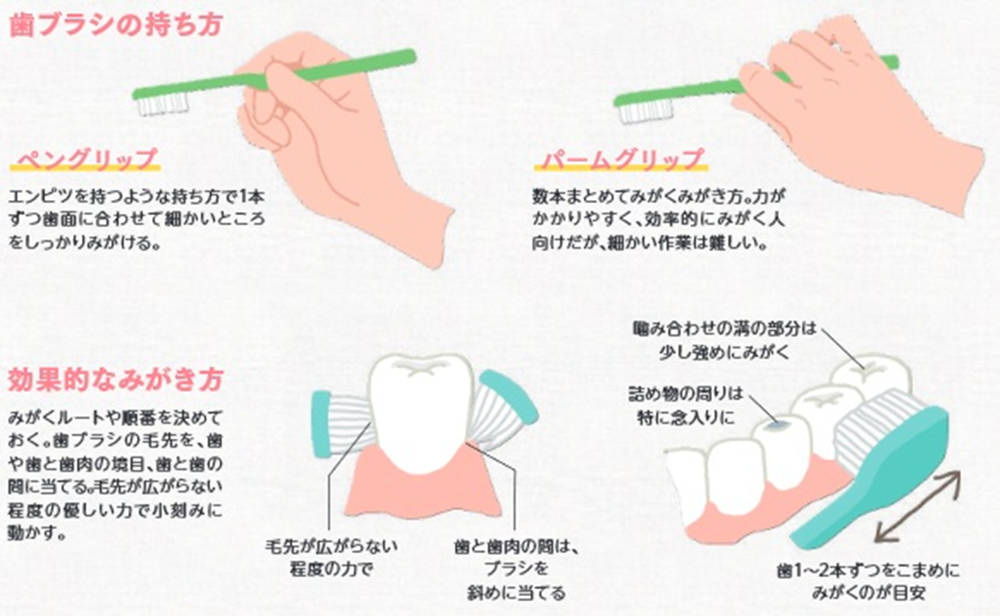 歯ブラシの持ち方
ペングリップ
エンピツを持つような持ち方で1本
ずつ歯面に合わせて細かいところ
をしっかりみがける。
パームグリップ
数本まとめてみがくみがき方。力が
かかりやすく、効率的にみがく人
向けだが、細かい作業は難しい。
効果的なみがき方
みがくルートや順番を決めて
おく。歯ブラシの毛先を、歯
や歯と歯肉の境目、歯と歯の
間に当てる。毛先が広がらない
程度の優しい力で小刻みに
動かす。
毛先が広がらない
程度の力で
歯と歯肉の間は、
ブラシを
斜めに当てる
噛み合わせの溝の部分は
少し強めにみがく
詰め物の周りは
特に念入りに
歯1〜2本ずつをこまめに
みがくのが目安